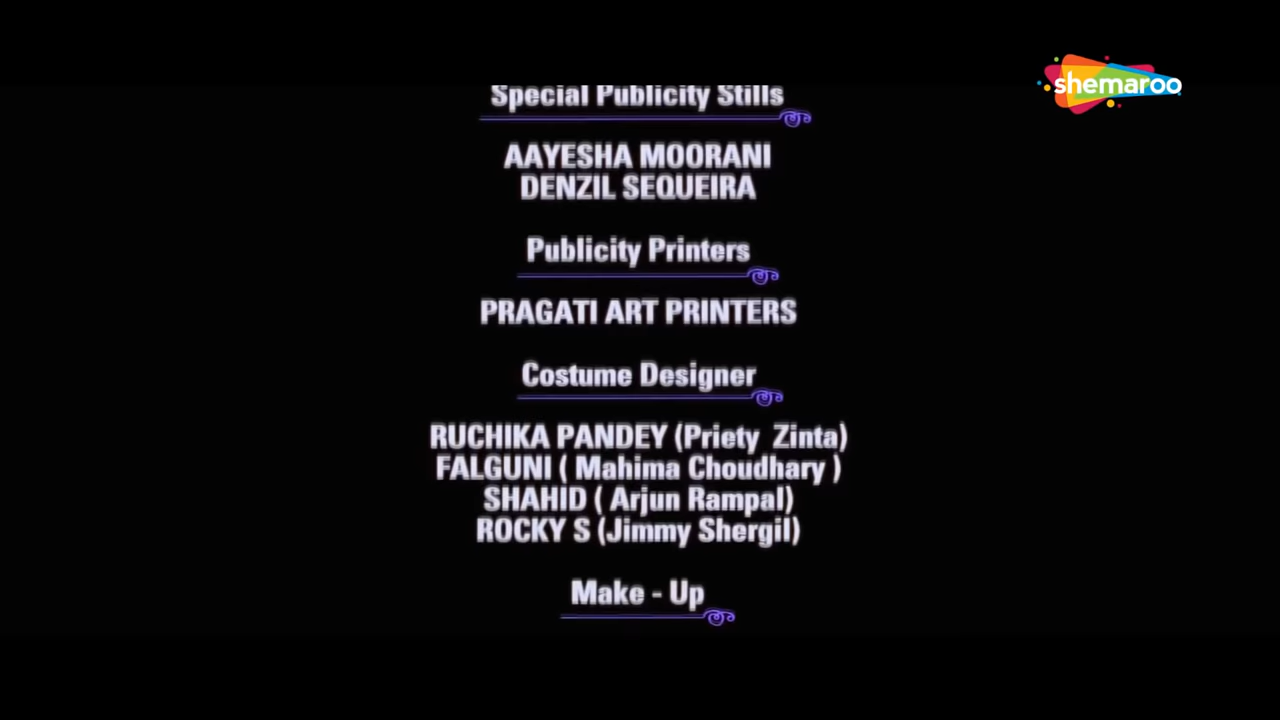 shemaroo
Special Publicity Stills
AAYESHA MOORANI
DENZIL SEQUEIRA
Publicity Printers
PRAGATI ART PRINTERS
Costume Designer
RUCHIKA PANDEY (Priety Zinta)
FALGUNI ( Mahima Choudhary )
SHAHID ( Arjun Rampal)
ROCKY S (Jimmy Shergil)
Make - Up